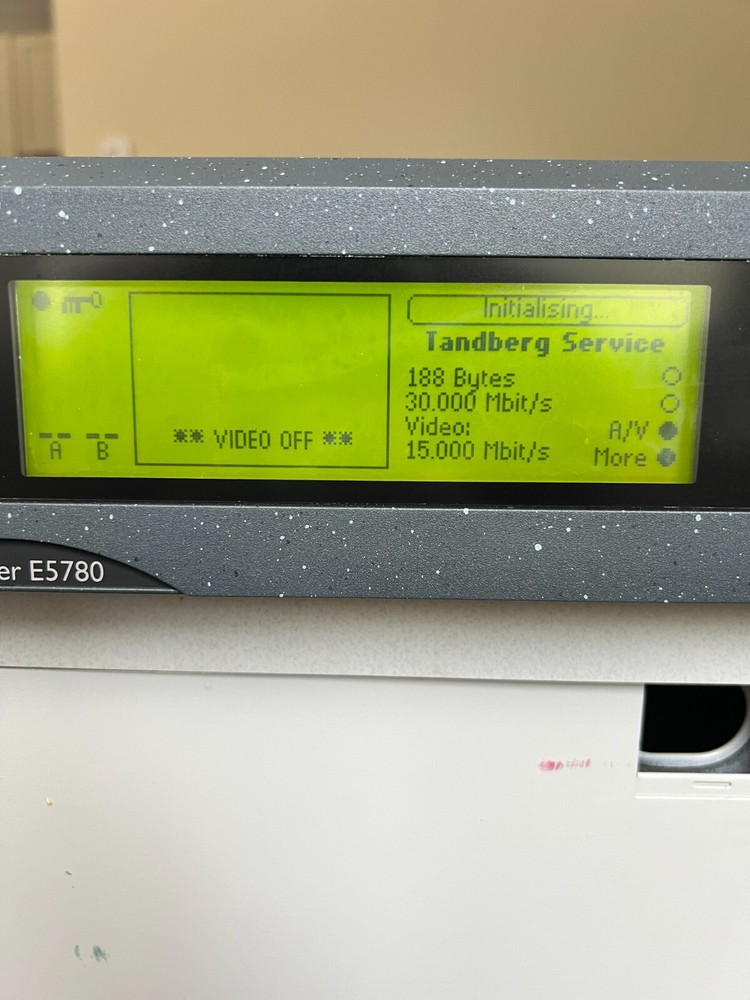 Initialising...
Tandberg Service
188 Bytes
30.000 Mbit/s
Video: A/V
15.000 Mbit/s More
** VIDEO OFF **
A B
er E5780